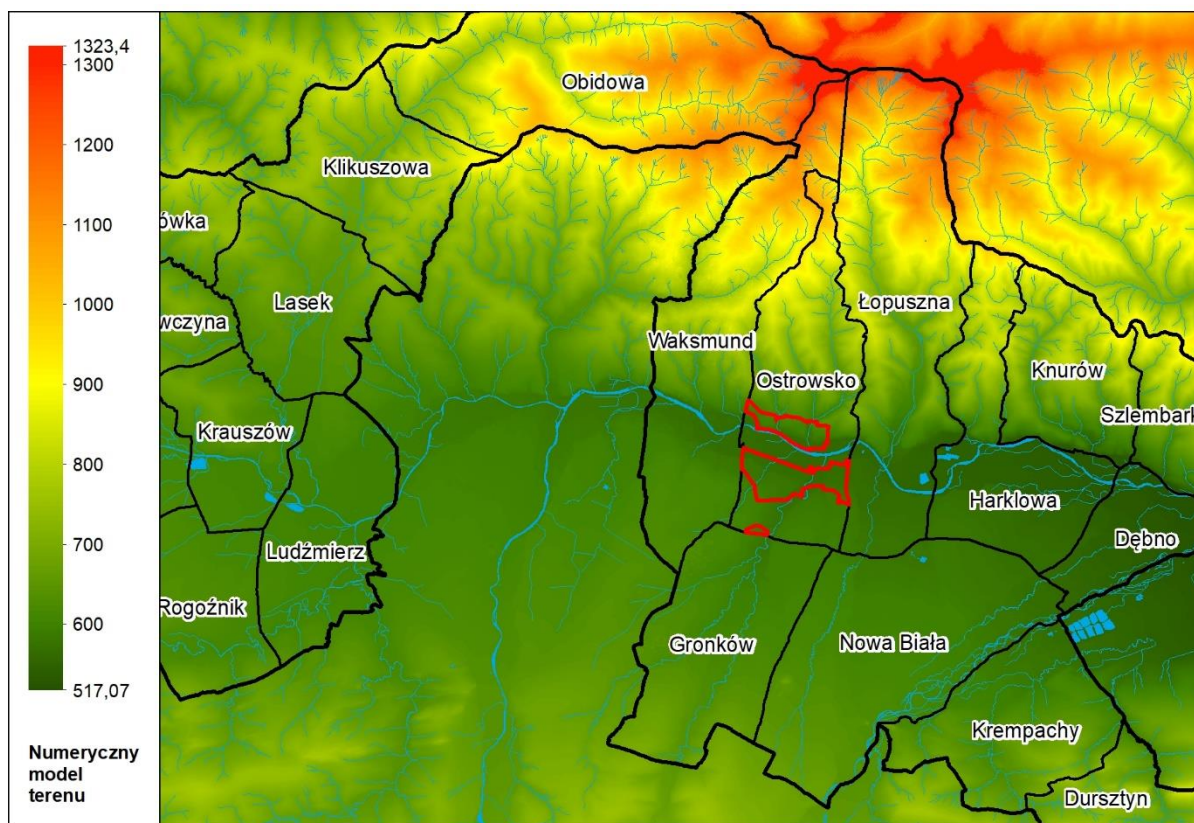 1323,4
1300
1200
1100
1000
900
800
700
600
517,07
Numeryczny
model
terenu
Obidowa
Klikuszowa
ówka
Lasek
Łopuszna
wczyna
Waksmund
Knurów
Ostrowsko
Szlembark
Krauszów
Harklowa
Dębno
Ludźmierz
Rogoźnik
Gronków
Nowa Biała
Krempachy
Dursztyn